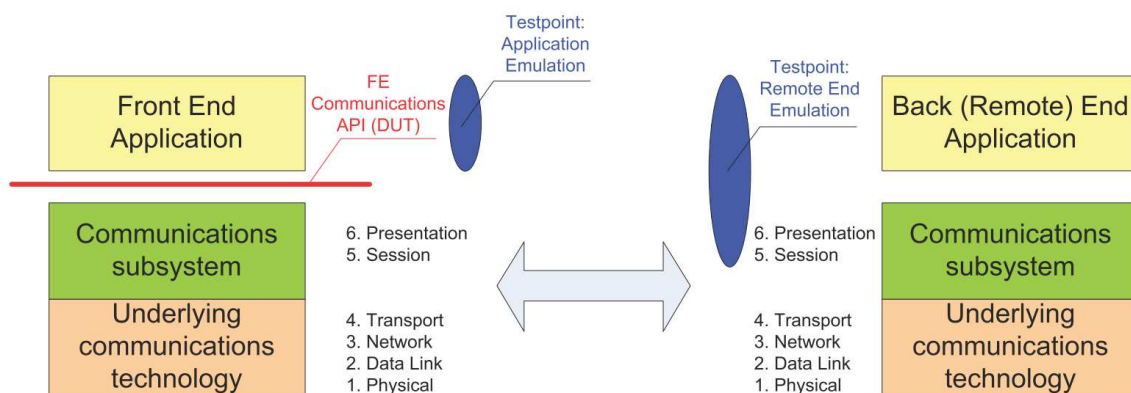 Testpoint:
Application
Emulation
Testpoint:
Remote End
Emulation
FE
Communications
API (DUT)
Front End
Application
Back (Remote) End
Application
Communications
subsystem
6. Presentation
5. Session
6. Presentation
5. Session
Communications
subsystem
Underlying
communications
technology
4. Transport
3. Network
2. Data Link
1. Physical
4. Transport
3. Network
2. Data Link
1. Physical
Underlying
communications
technology